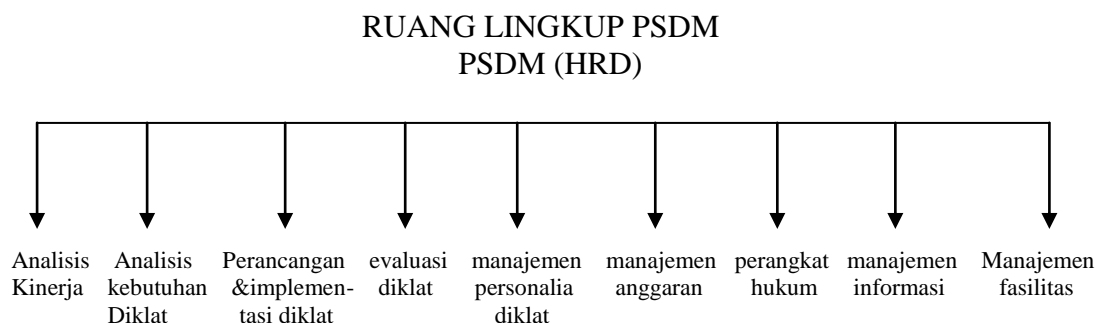 RUANG LINGKUP PSDM
PSDM (HRD)
Analisis Kinerja
Analisis kebutuhan Diklat
Perancangan &implemen-tasi diklat
evaluasi diklat
manajemen personalia diklat
manajemen anggaran
perangkat hukum
manajemen informasi
Manajemen fasilitas